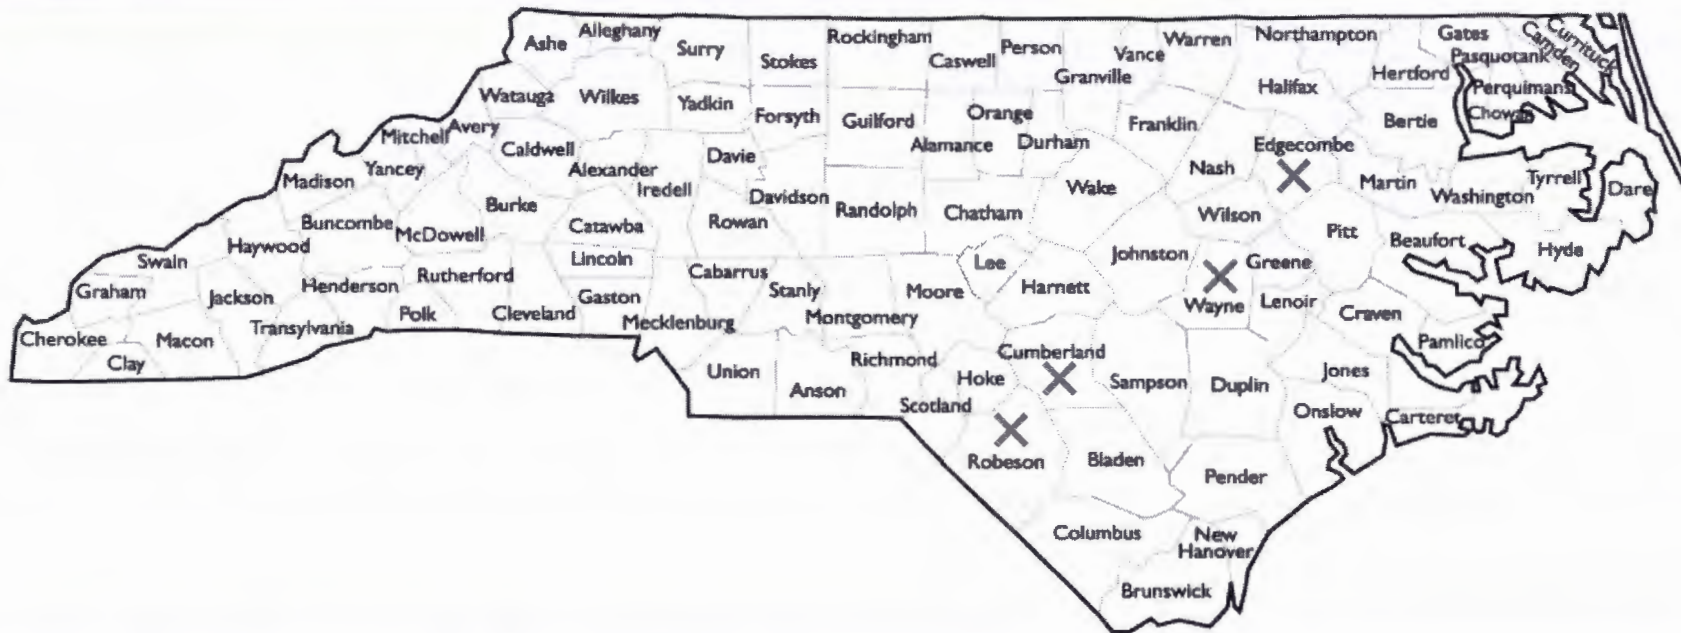 Alleghany
Ashe
Surry
Stokes
Rockingham
Caswell
Person
Vance
Warren
Granville
Northampton
Gates
Camden
Currituck
Pasquotank
Hertford
Halifax
Perquimans
Chowan
Bertie
Watauga
Wilkes
Yadkin
Forsyth
Guilford
Orange
Alamance
Durham
Franklin
Edgecombe
Mitchell
Avery
Caldwell
Alexander
Iredell
Davie
Yancey
Madison
Davidson
Wake
Nash
Martin
Washington
Tyrrell
Dare
Burke
Buncombe
McDowell
Catawba
Rowan
Randolph
Chatham
Wilson
Pitt
Beaufort
Hyde
Haywood
Swain
Graham
Jackson
Henderson
Rutherford
Lincoln
Cabarrus
Stanly
Moore
Lee
Harnett
Johnston
Greene
Wayne
Lenoir
Craven
Pamlico
Cherokee
Clay
Macon
Transylvania
Polk
Cleveland
Gaston
Mecklenburg
Montgomery
Union
Anson
Richmond
Scotland
Hoke
Cumberland
Sampson
Duplin
Jones
Onslow
Carteret
Robeson
Bladen
Pender
Columbus
New
Hanover
Brunswick